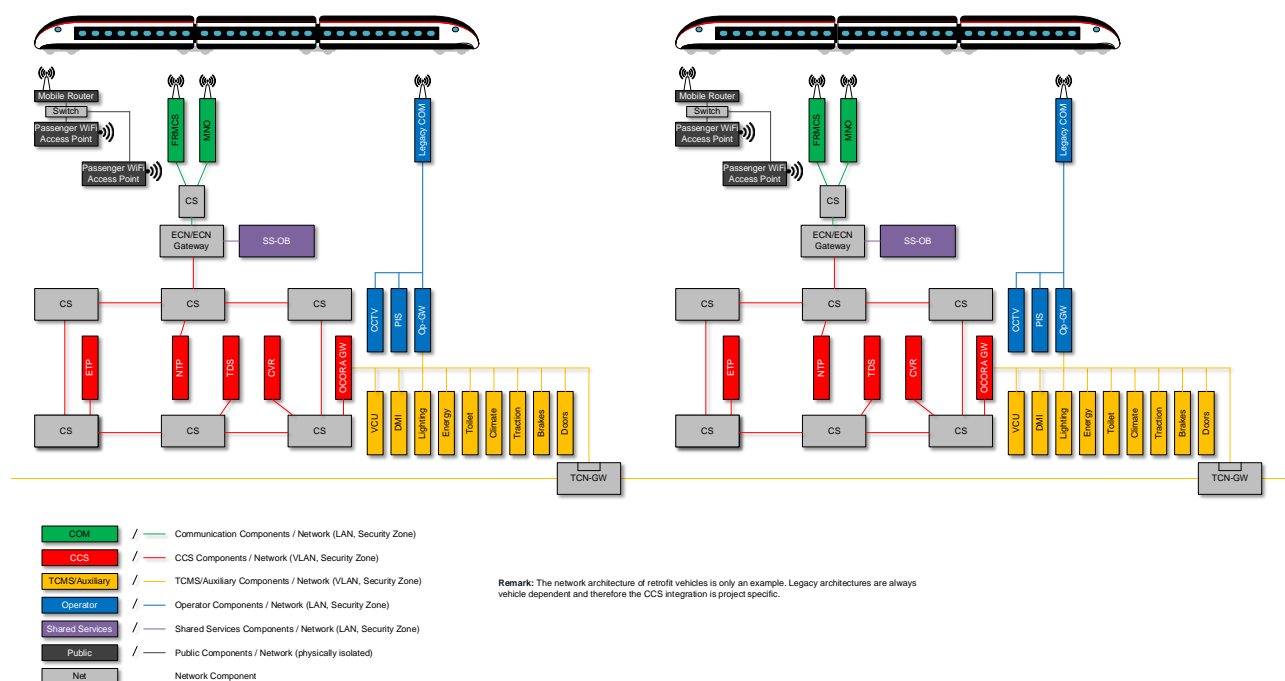 Mobile Router
Switch
Passenger WiFi
Access Point
Passenger WiFi
Access Point
FRMCS
MNO
Legacy COM
CS
ECN/ECN
Gateway
SS-OB
CS
CS
CS
CCTV
PIS
Op-GW
ETP
NTP
TDS
CVR
OCORA GW
CS
CS
CS
VCU
DMI
Lighting
Energy
Toilet
Climate
Traction
Brakes
Doors
TCN-GW
Mobile Router
Switch
Passenger WiFi
Access Point
Passenger WiFi
Access Point
FRMCS
MNO
Legacy COM
CS
ECN/ECN
Gateway
SS-OB
CS
CS
CS
CCTV
PIS
Op-GW
ETP
NTP
TDS
CVR
OCORA GW
CS
CS
CS
VCU
DMI
Lighting
Energy
Toilet
Climate
Traction
Brakes
Doors
TCN-GW
COM / Communication Components / Network (LAN, Security Zone)
CCS / CCS Components / Network (VLAN, Security Zone)
TCMS/Auxiliary / TCMS/Auxiliary Components / Network (VLAN, Security Zone)
Operator / Operator Components / Network (LAN, Security Zone)
Shared Services / Shared Services Components / Network (LAN, Security Zone)
Public / Public Components / Network (physically isolated)
Net Network Component
Remark: The network architecture of retrofit vehicles is only an example. Legacy architectures are always
vehicle dependent and therefore the CCS integration is project specific.